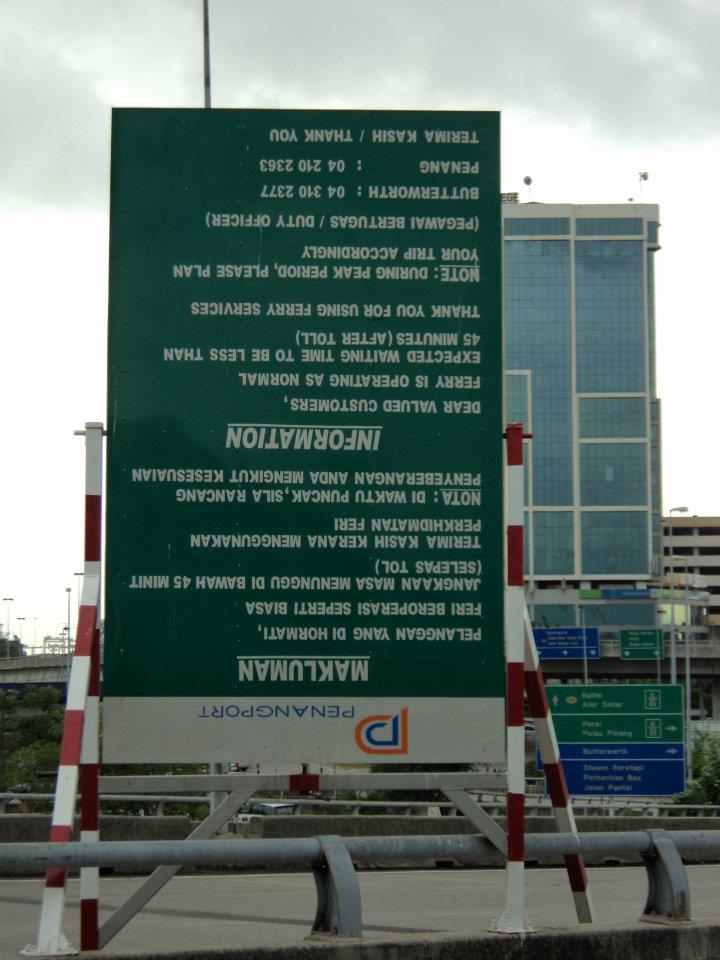 PENANGPORT
MAKLUMAN
PELANGGAN YANG DI HORMATI,
FERI BEROPERASI SEPERTI BIASA
JANGKAAN MASA MENUNGGU DI BAWAH 45 MINIT
(SELEPAS TOL)
TERIMA KASIH KERANA MENGGUNAKAN
PERKHIDMATAN FERI
NOTA: DI WAKTU PUNCAK,SILA RANCANG
PENYEBERANGAN ANDA MENGIKUT KESESUAIAN
INFORMATION
DEAR VALUED CUSTOMERS,
FERRY IS OPERATING AS NORMAL
EXPECTED WAITING TIME TO BE LESS THAN
45 MINUTES (AFTER TOLL)
THANK YOU FOR USING FERRY SERVICES
NOTE: DURING PEAK PERIOD, PLEASE PLAN
YOUR TRIP ACCORDINGLY
(PEGAWAI BERTUGAS / DUTY OFFICER)
BUTTERWORTH : 04 310 2377
PENANG : 04 210 2363
TERIMA KASIH / THANK YOU
Kulim
Alor Setar
Perai
Pulau Pinang
Butterworth
Stesen Keretapi
Perhentian Bas
Jalan Pantai